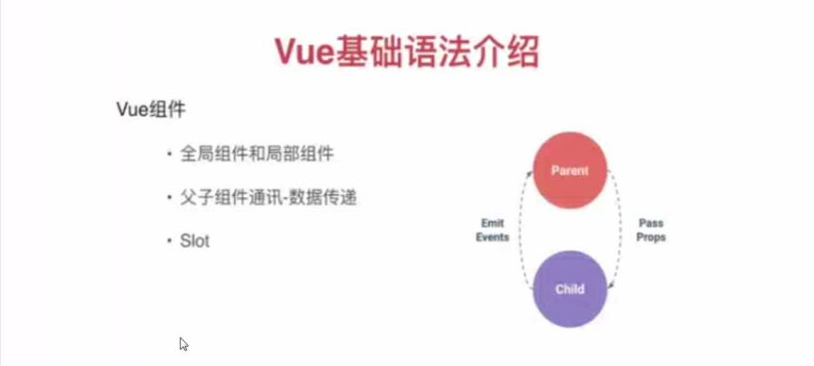 Vue基础语法介绍
Vue组件
• 全局组件和局部组件
• 父子组件通讯-数据传递
• Slot
Parent
Emit
Events
Pass
Props
Child